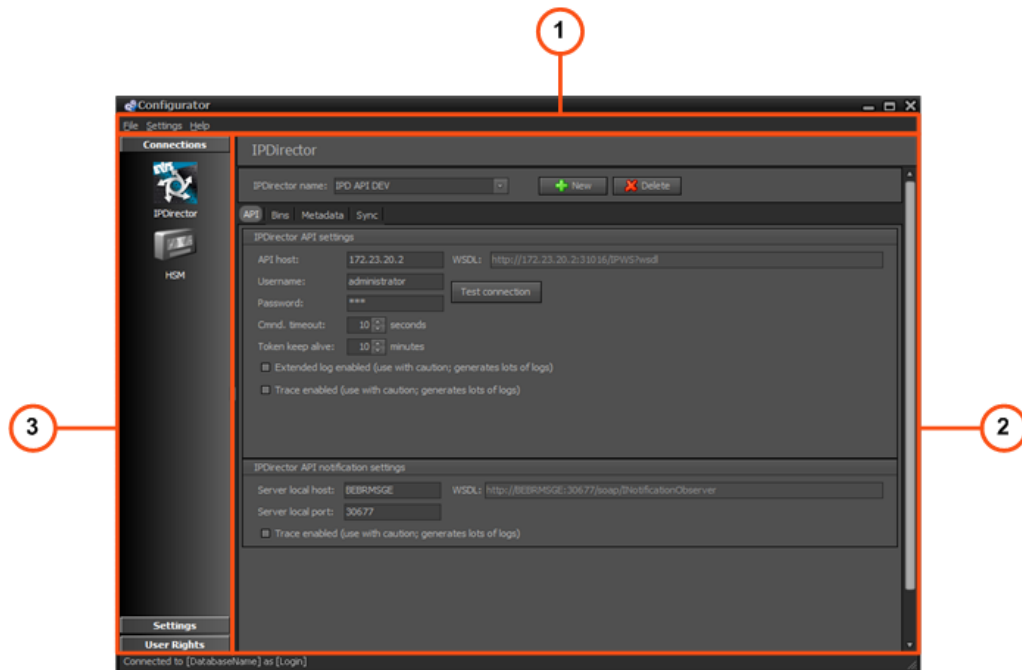 1
Configurator
File Settings Help
Connections
IPDirector
HSM
Settings
User Rights
IPDirector
IPDirector name: IPD API DEV New Delete
API Bins Metadata Sync
IPDirector API settings
API host: 172.23.20.2 WSDL: http://172.23.20.2:31016/IPWS?wsdl
Username: administrator
Test connection
Password: ***
Cmnd. timeout: 10 seconds
Token keep alive: 10 minutes
Extended log enabled (use with caution; generates lots of logs)
Trace enabled (use with caution; generates lots of logs)
3
2
IPDirector API notification settings
Server local host: BEBRMSGE WSDL: http://BEBRMSGE:30677/soap/INotificationObserver
Server local port: 30677
Trace enabled (use with caution; generates lots of logs)
Connected to [DatabaseName] as [Login]